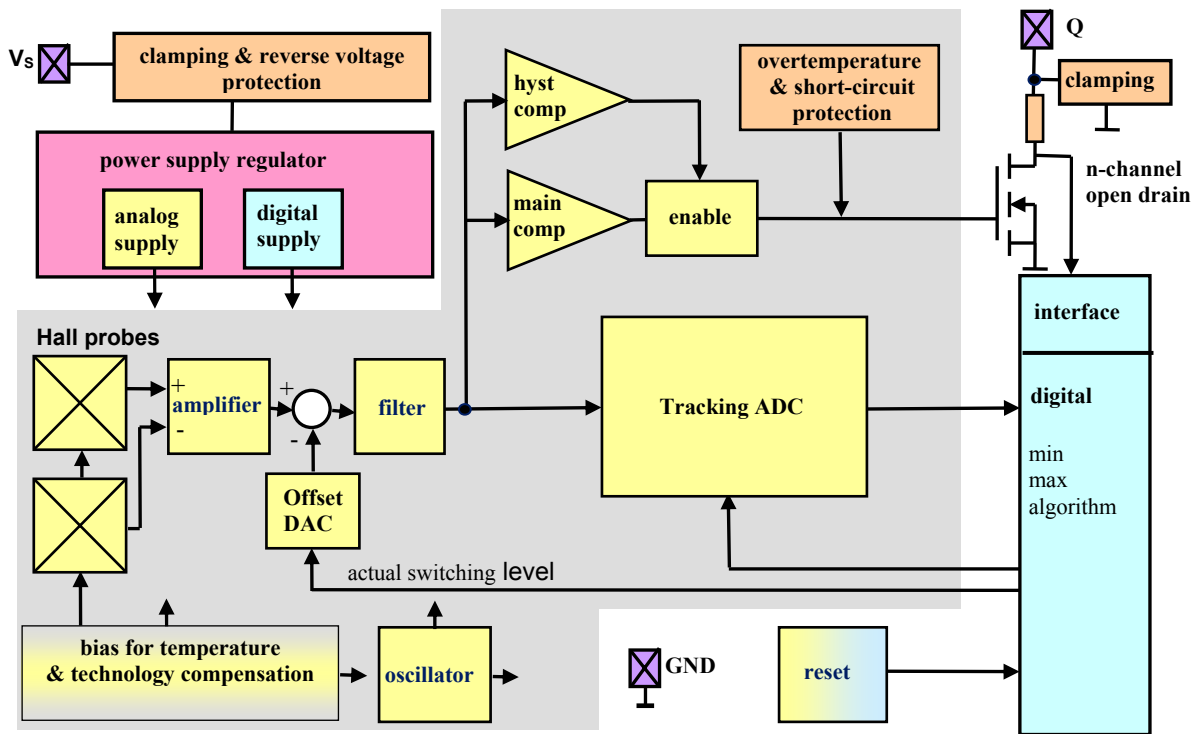 V_S
clamping & reverse voltage
protection
power supply regulator
analog
supply
digital
supply
hyst
comp
main
comp
enable
overtemperature
& short-circuit
protection
Q
clamping
n-channel
open drain
Hall probes
+
-
amplifier
+
-
filter
Offset
DAC
Tracking ADC
interface
digital
min
max
algorithm
actual switching level
bias for temperature
& technology compensation
oscillator
GND
reset